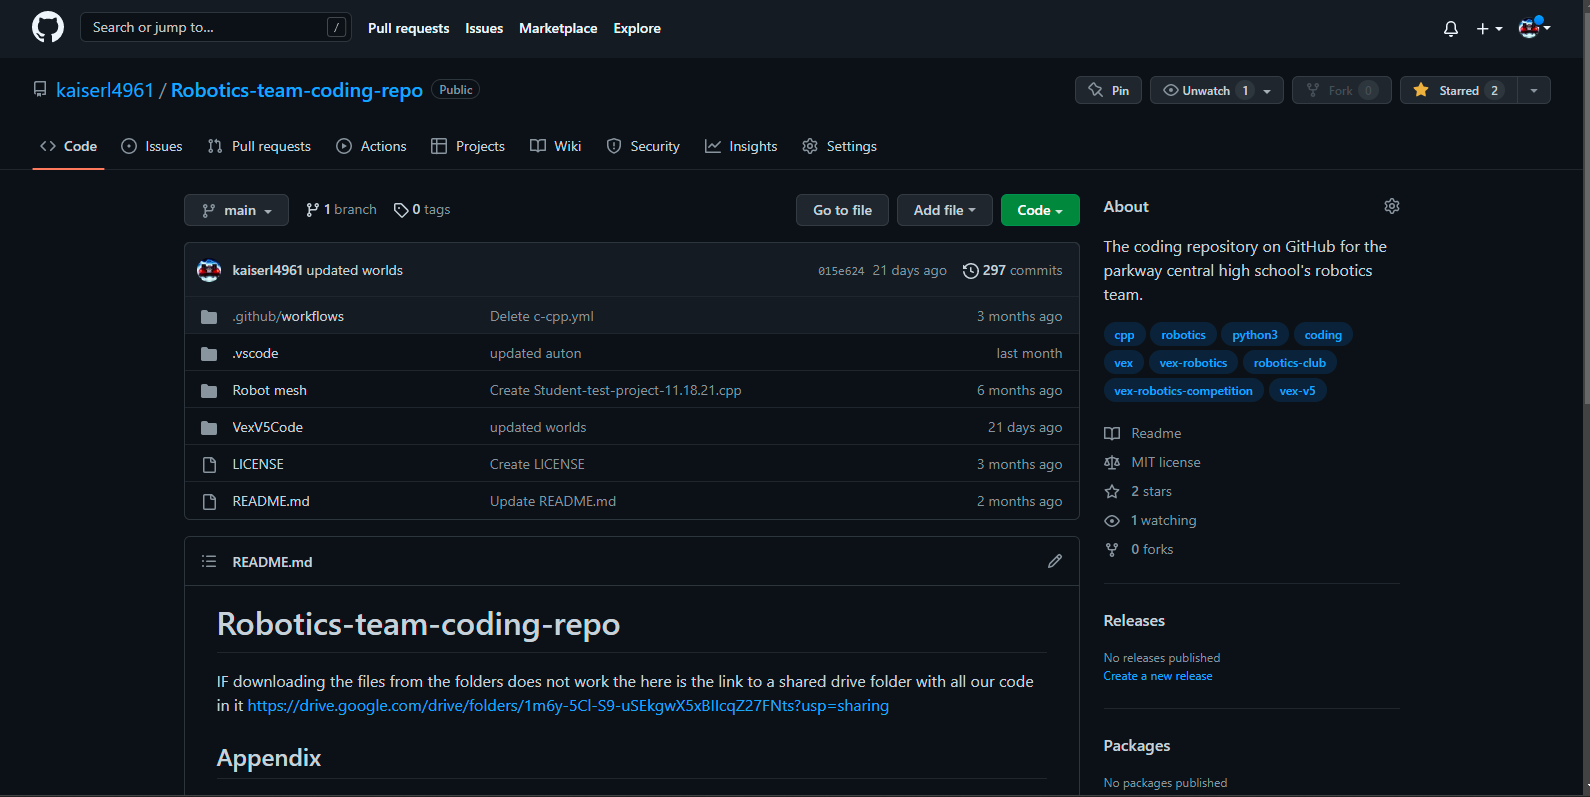 Search or jump to... / Pull requests Issues Marketplace Explore
kaiserl4961 / Robotics-team-coding-repo Public Pin Unwatch 1 Fork 0 Starred 2
Code Issues Pull requests Actions Projects Wiki Security Insights Settings
main 1 branch 0 tags Go to file Add file Code
kaiserl4961 updated worlds 015e624 21 days ago 297 commits
.github/workflows Delete c-cpp.yml 3 months ago
.vscode updated auton last month
Robot mesh Create Student-test-project-11.18.21.cpp 6 months ago
VexV5Code updated worlds 21 days ago
LICENSE Create LICENSE 3 months ago
README.md Update README.md 2 months ago
README.md
Robotics-team-coding-repo
IF downloading the files from the folders does not work the here is the link to a shared drive folder with all our code
in it https://drive.google.com/drive/folders/1m6y-5Cl-S9-uSEkgwX5xBIIcqZ27FNts?usp=sharing
Appendix
About
The coding repository on GitHub for the
parkway central high school's robotics
team.
cpp robotics python3 coding
vex vex-robotics robotics-club
vex-robotics-competition vex-v5
Readme
MIT license
2 stars
1 watching
0 forks
Releases
No releases published
Create a new release
Packages
No packages published